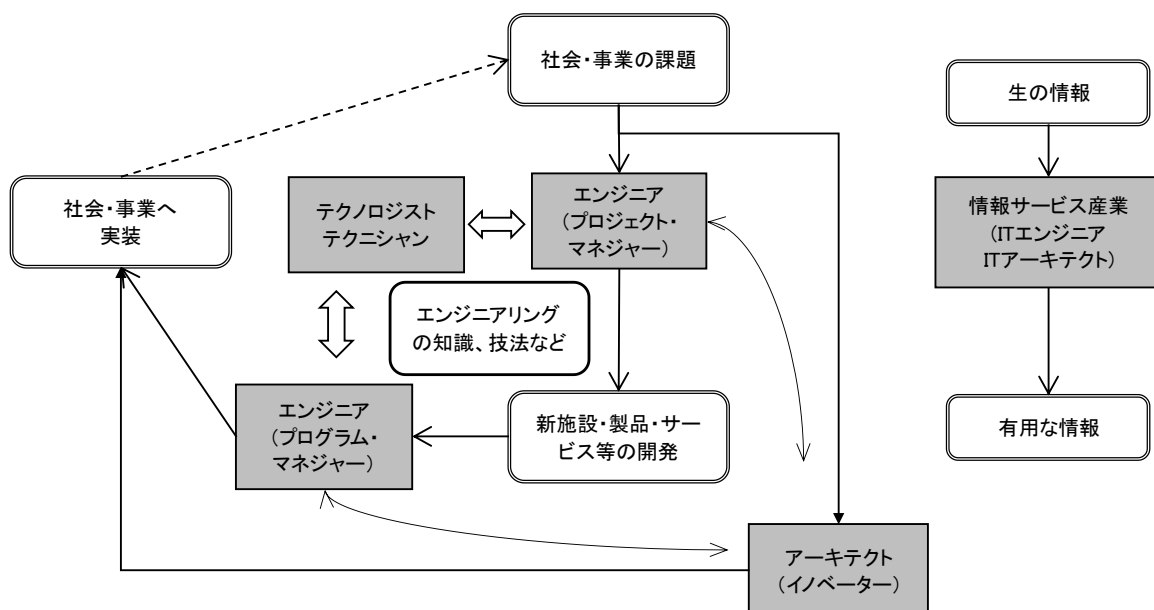 社会・事業の課題
生の情報
社会・事業へ
実装
テクノロジスト
テクニシャン
エンジニア
(プロジェクト・
マネジャー)
情報サービス産業
(ITエンジニア
ITアーキテクト)
エンジニアリング
の知識、技法など
エンジニア
(プログラム・
マネジャー)
新施設・製品・サー
ビス等の開発
有用な情報
アーキテクト
(イノベーター)